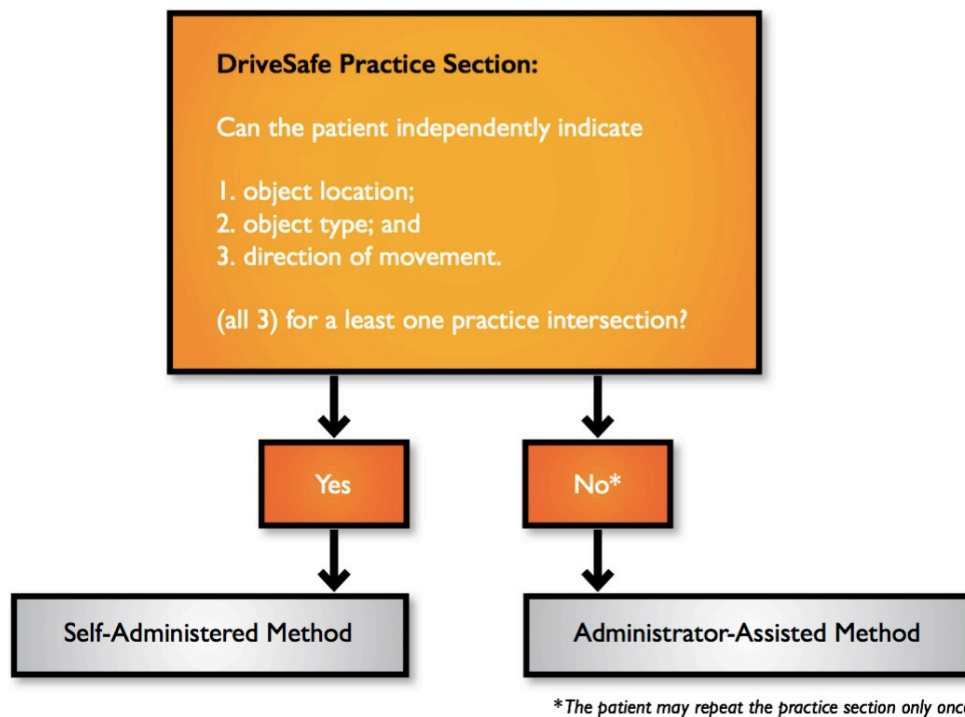 DriveSafe Practice Section:
Can the patient independently indicate
1. object location;
2. object type; and
3. direction of movement.
(all 3) for a least one practice intersection?
Yes
No*
Self-Administered Method
Administrator-Assisted Method
*The patient may repeat the practice section only once